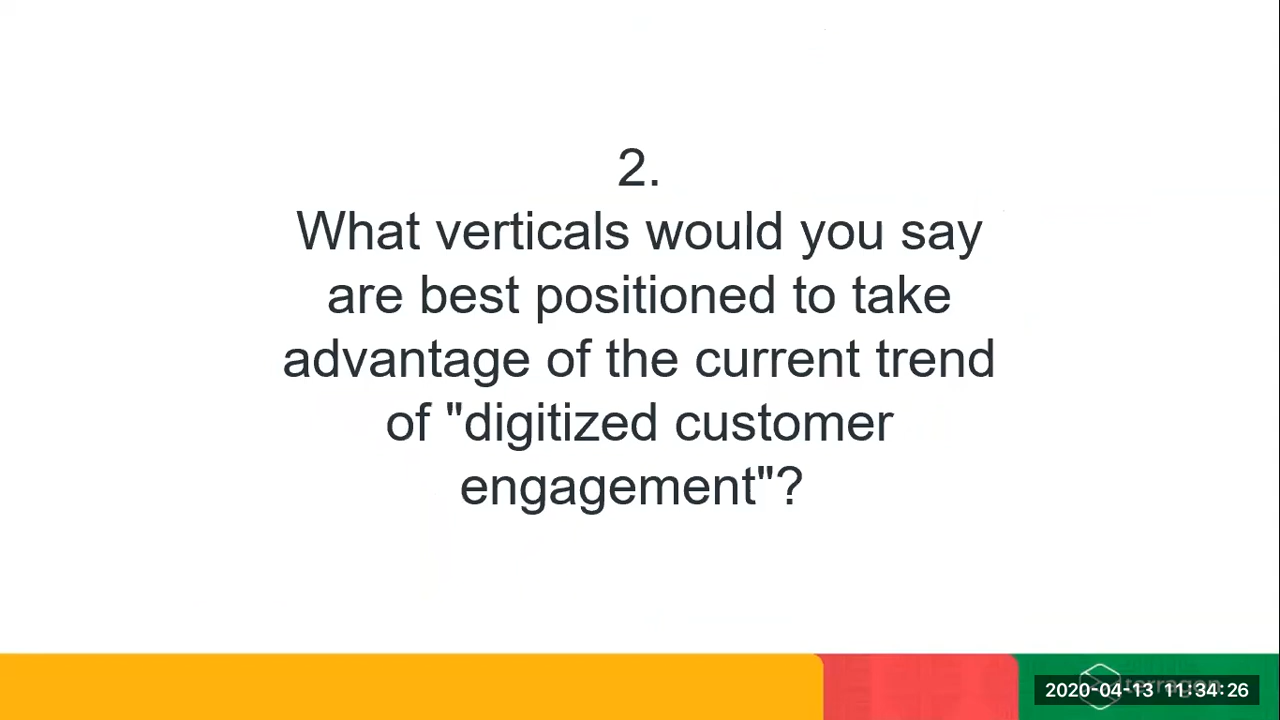 2.
What verticals would you say
are best positioned to take
advantage of the current trend
of "digitized customer
engagement"?
2020-04-13 11:34:26